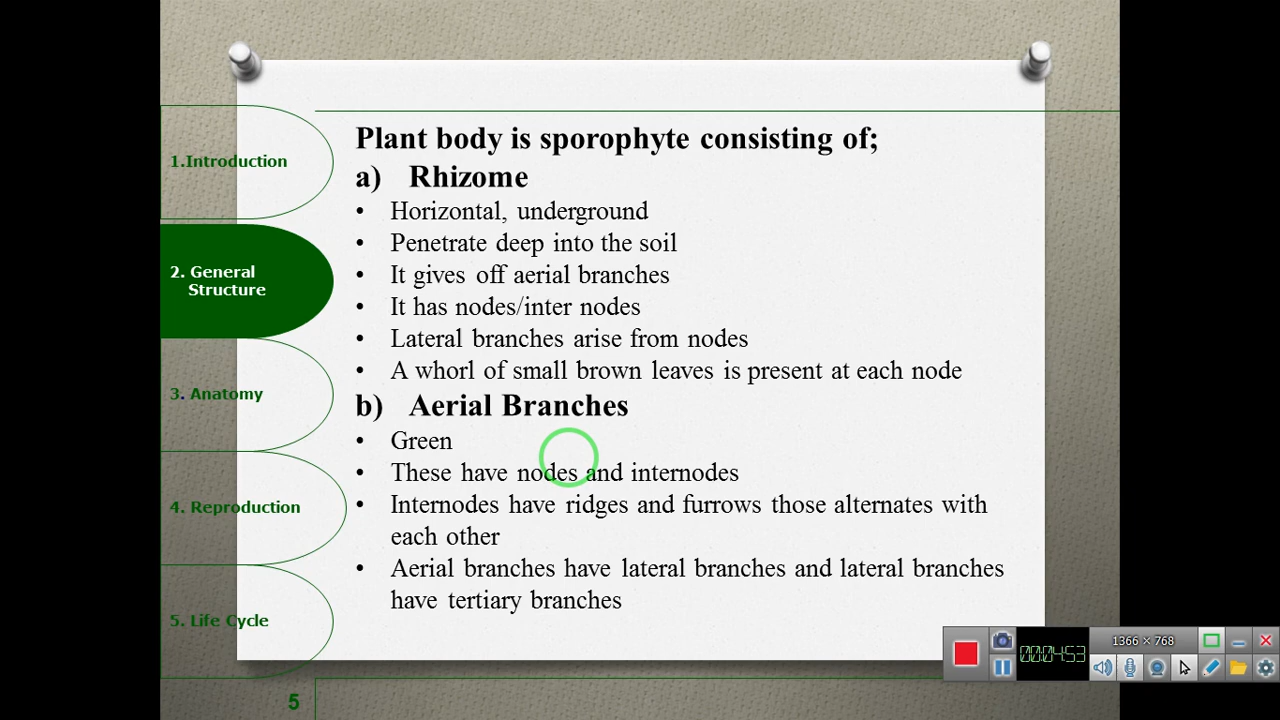 1.Introduction
2. General
Structure
3. Anatomy
4. Reproduction
5. Life Cycle
Plant body is sporophyte consisting of;
a) Rhizome
• Horizontal, underground
• Penetrate deep into the soil
• It gives off aerial branches
• It has nodes/inter nodes
• Lateral branches arise from nodes
• A whorl of small brown leaves is present at each node
b) Aerial Branches
• Green
• These have nodes and internodes
• Internodes have ridges and furrows those alternates with
each other
• Aerial branches have lateral branches and lateral branches
have tertiary branches
5
1366 × 768
00:04:53